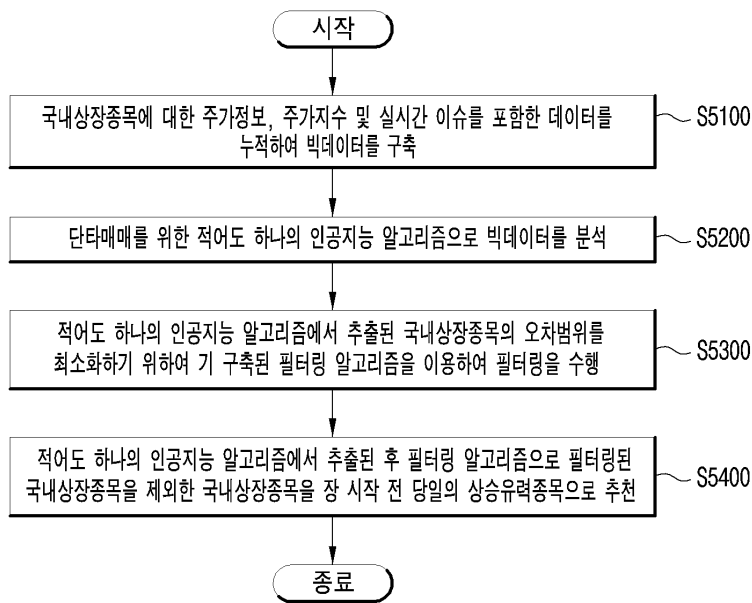 시작
국내상장종목에 대한 주가정보, 주가지수 및 실시간 이슈를 포함한 데이터를
누적하여 빅데이터를 구축
S5100
단타매매를 위한 적어도 하나의 인공지능 알고리즘으로 빅데이터를 분석
S5200
적어도 하나의 인공지능 알고리즘에서 추출된 국내상장종목의 오차범위를
최소화하기 위하여 기 구축된 필터링 알고리즘을 이용하여 필터링을 수행
S5300
적어도 하나의 인공지능 알고리즘에서 추출된 후 필터링 알고리즘으로 필터링된
국내상장종목을 제외한 국내상장종목을 장 시작 전 당일의 상승유력종목으로 추천
S5400
종료